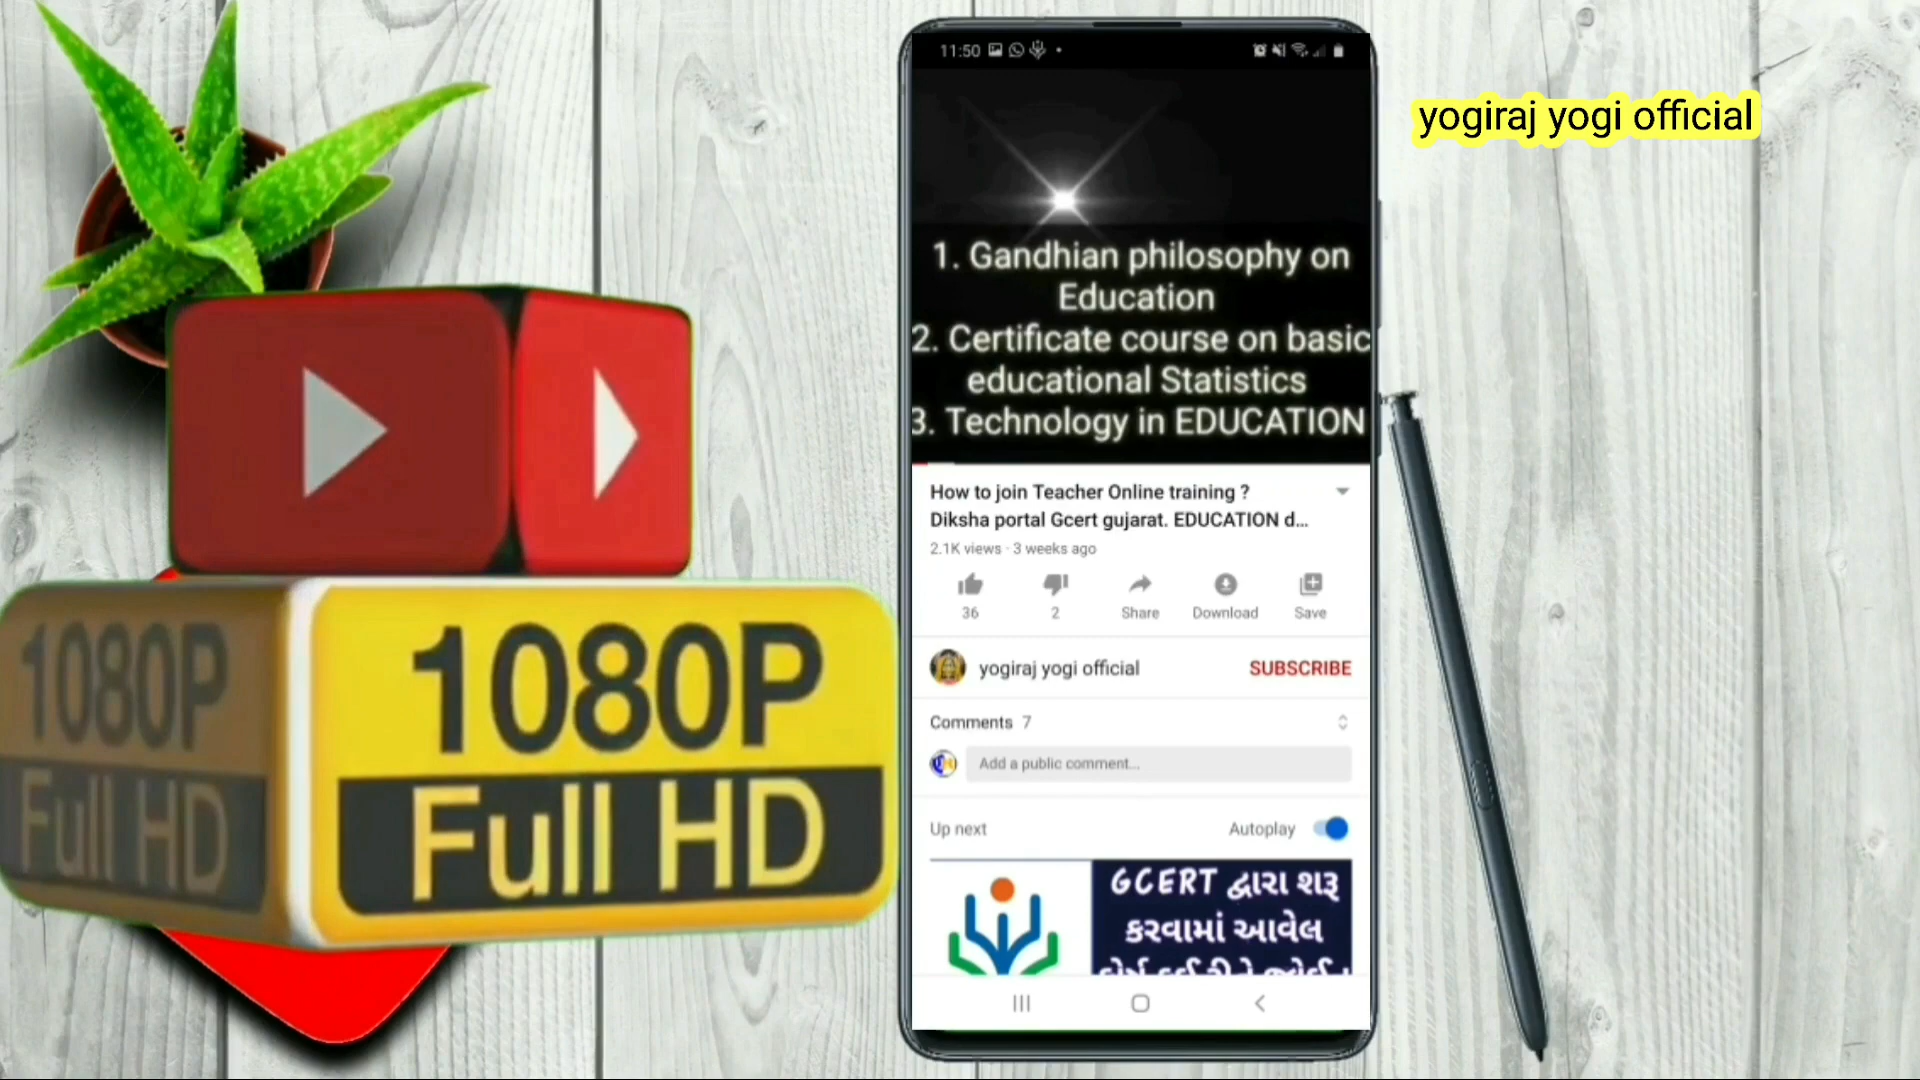 yogiraj yogi official
1080P
Full HD
1080P
Full HD
11:50
1. Gandhian philosophy on
Education
2. Certificate course on basic
educational Statistics
3. Technology in EDUCATION
How to join Teacher Online training ?
Diksha portal Gcert gujarat. EDUCATION d...
2.1K views · 3 weeks ago
36
2
Share
Download
Save
yogiraj yogi official
SUBSCRIBE
Comments 7
Add a public comment...
Up next
Autoplay
GCERT દ્વારા શરૂ
કરવામાં આવેલ